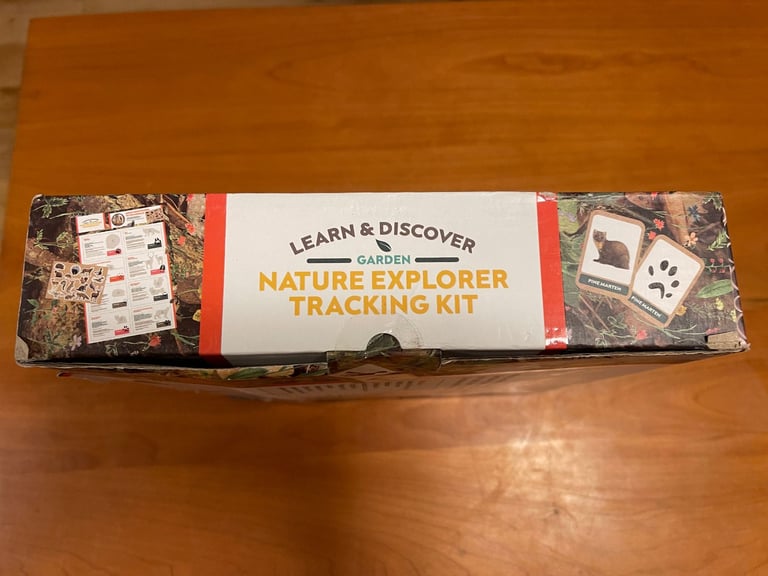 LEARN & DISCOVER
GARDEN
NATURE EXPLORER
TRACKING KIT
PINE MARTEN
PINE MARTEN